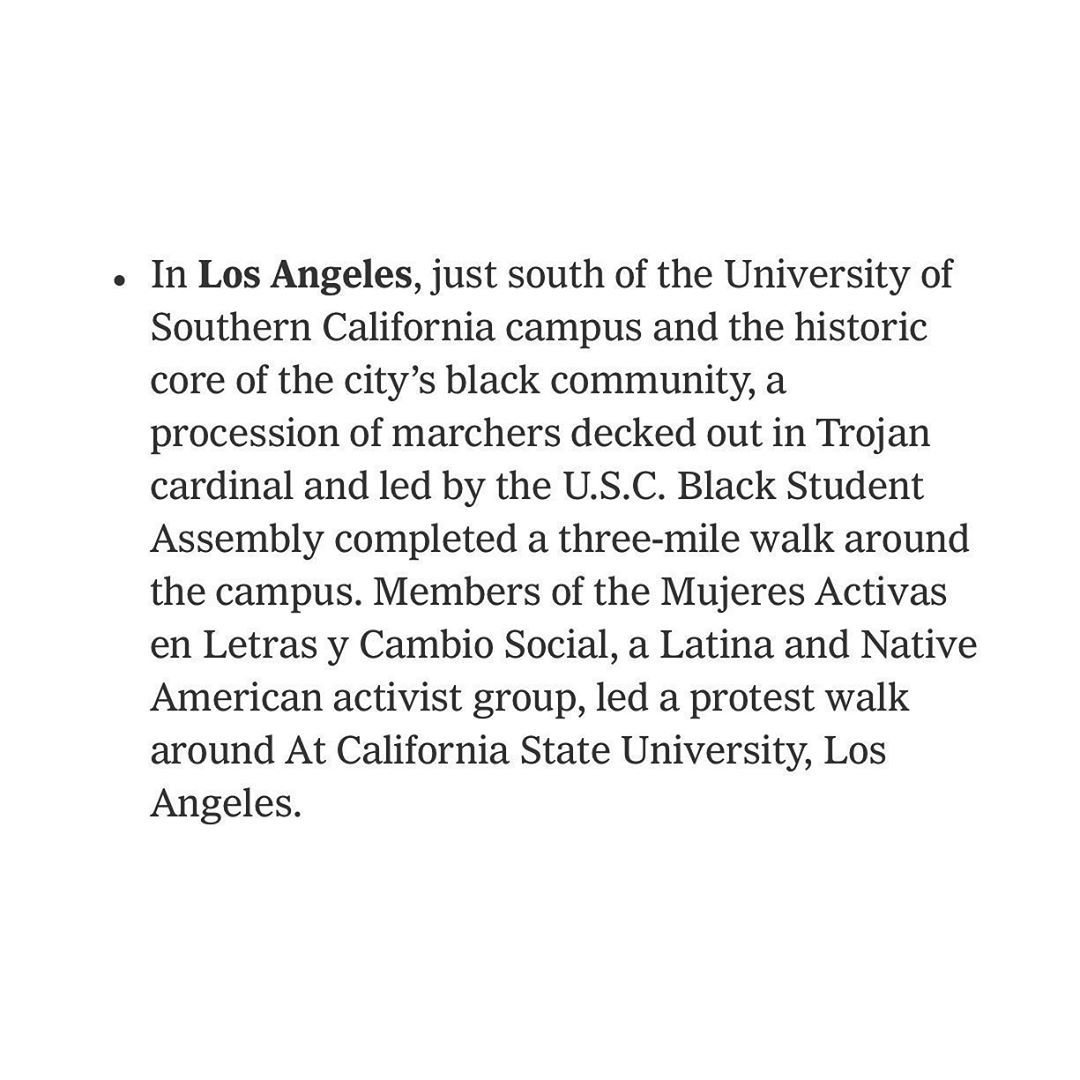 • In Los Angeles, just south of the University of
Southern California campus and the historic
core of the city’s black community, a
procession of marchers decked out in Trojan
cardinal and led by the U.S.C. Black Student
Assembly completed a three-mile walk around
the campus. Members of the Mujeres Activas
en Letras y Cambio Social, a Latina and Native
American activist group, led a protest walk
around At California State University, Los
Angeles.